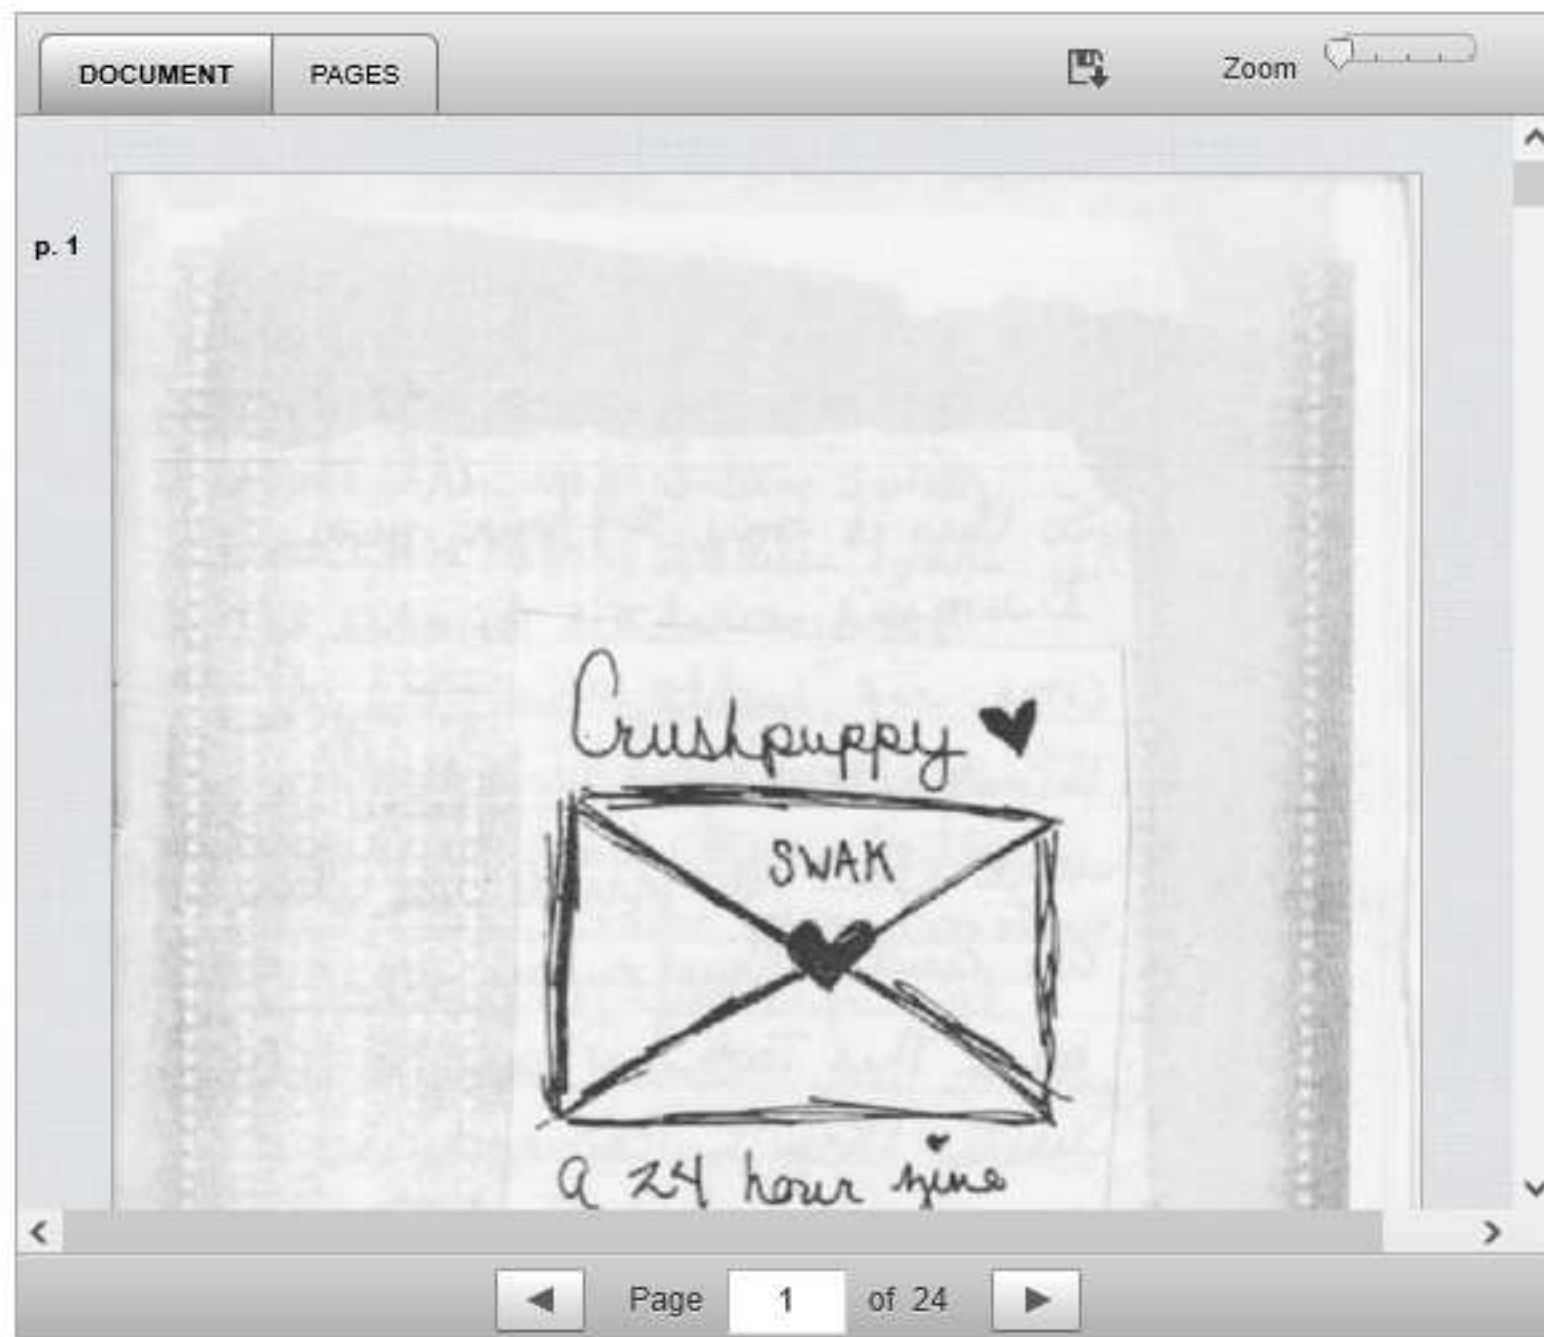 DOCUMENT PAGES Zoom
p. 1
Crushpuppy
SWAK
a 24 hour zine
Page 1 of 24